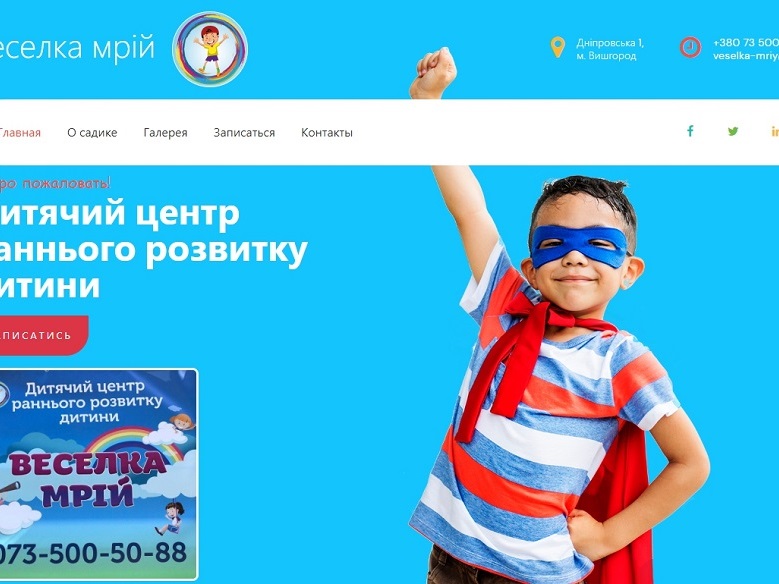 еселка мрій
Дніпровська 1,
м. Вишгород
+380 73 500
veselka-mriy
Главная
О садике
Галерея
Записаться
Контакты
ро пожаловать!
итячий центр
аннього розвитку
итини
ПИСАТИСЬ
Дитячий центр
раннього розвитку
дитини
ВЕСЕЛКА
МРІЙ
073-500-50-88